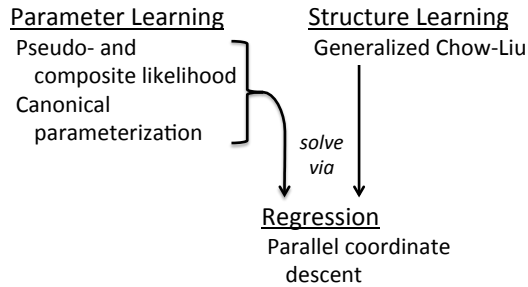 Parameter Learning
Pseudo- and
composite likelihood
Canonical
parameterization
Structure Learning
Generalized Chow-Liu
solve
via
Regression
Parallel coordinate
descent